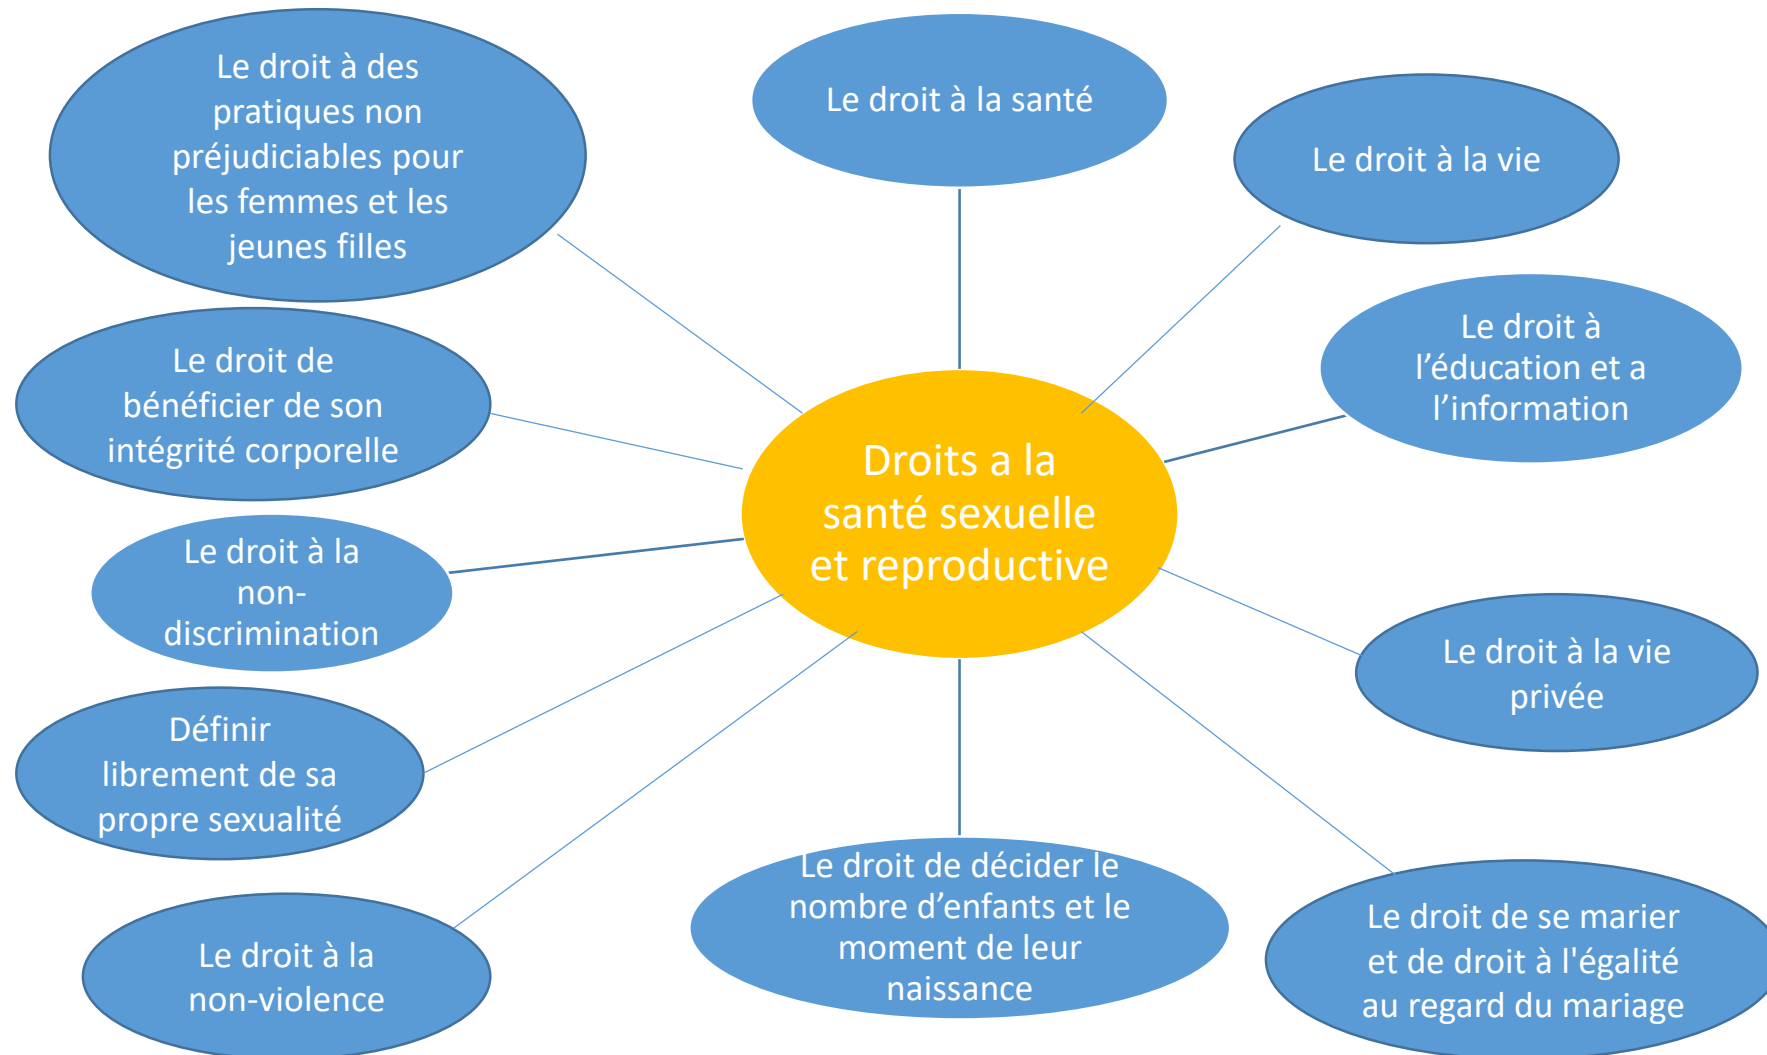 Le droit à des
pratiques non
préjudiciables pour
les femmes et les
jeunes filles
Le droit à la santé
Le droit à la vie
Le droit à
l’éducation et a
l’information
Le droit de
bénéficier de son
intégrité corporelle
Droits a la
santé sexuelle
et reproductive
Le droit à la
non-
discrimination
Le droit à la vie
privée
Définir
librement de sa
propre sexualité
Le droit de décider le
nombre d’enfants et le
moment de leur
naissance
Le droit de se marier
et de droit à l'égalité
au regard du mariage
Le droit à la
non-violence